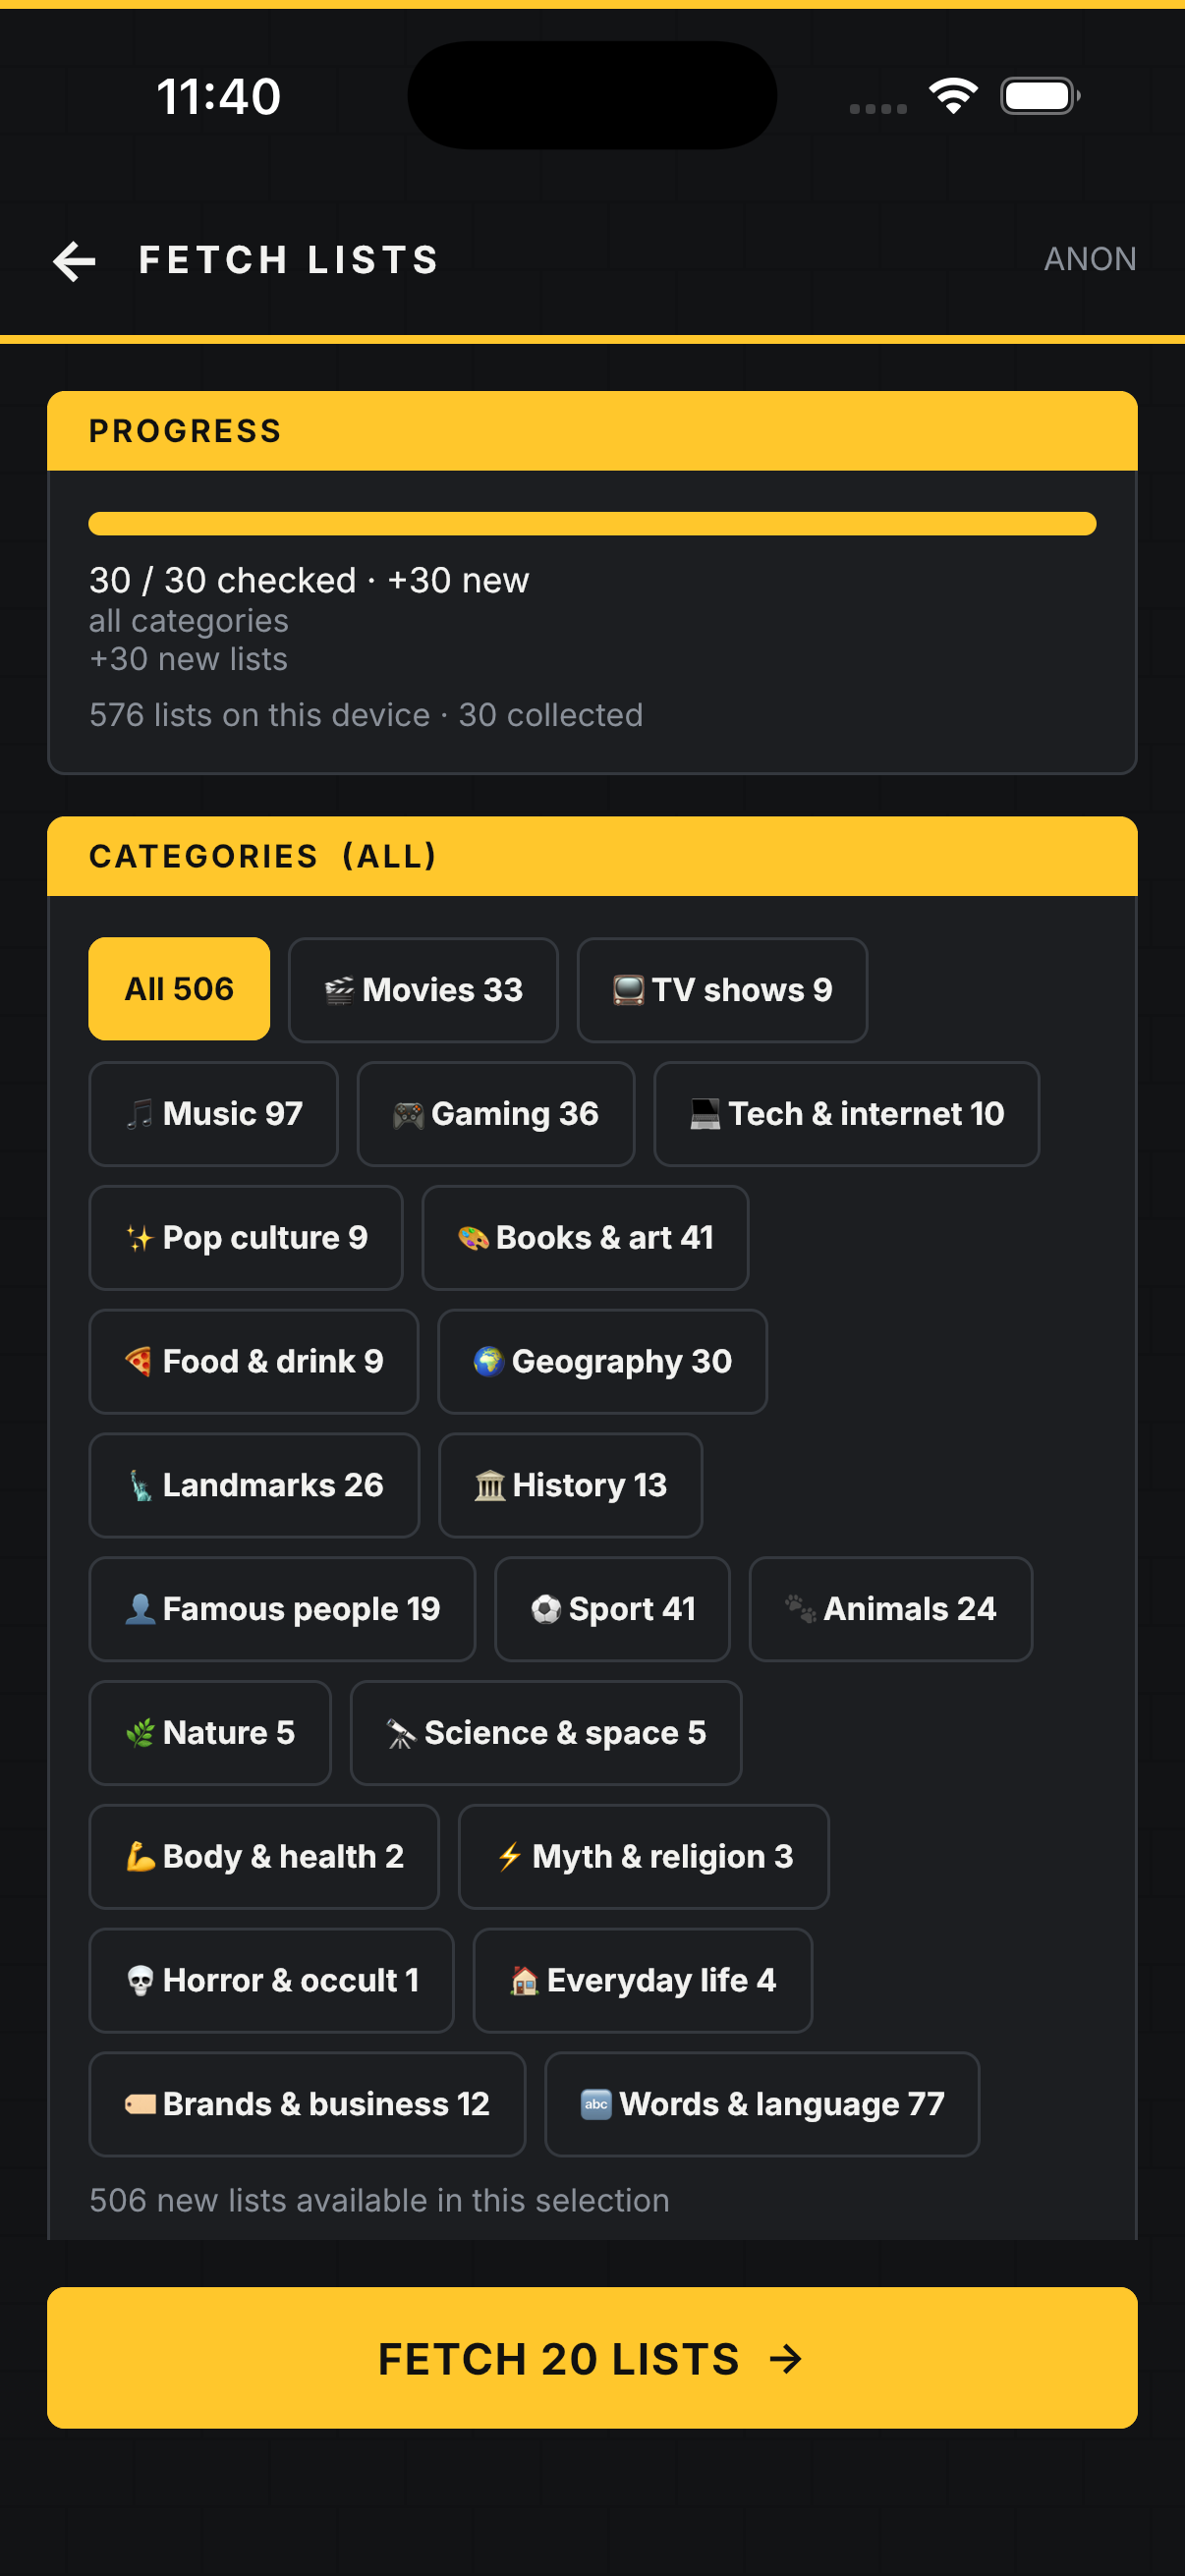 11:40
FETCH LISTS
ANON
PROGRESS
30 / 30 checked · +30 new
all categories
+30 new lists
576 lists on this device · 30 collected
CATEGORIES (ALL)
All 506
Movies 33
TV shows 9
Music 97
Gaming 36
Tech & internet 10
Pop culture 9
Books & art 41
Food & drink 9
Geography 30
Landmarks 26
History 13
Famous people 19
Sport 41
Animals 24
Nature 5
Science & space 5
Body & health 2
Myth & religion 3
Horror & occult 1
Everyday life 4
Brands & business 12
abc Words & language 77
506 new lists available in this selection
FETCH 20 LISTS →